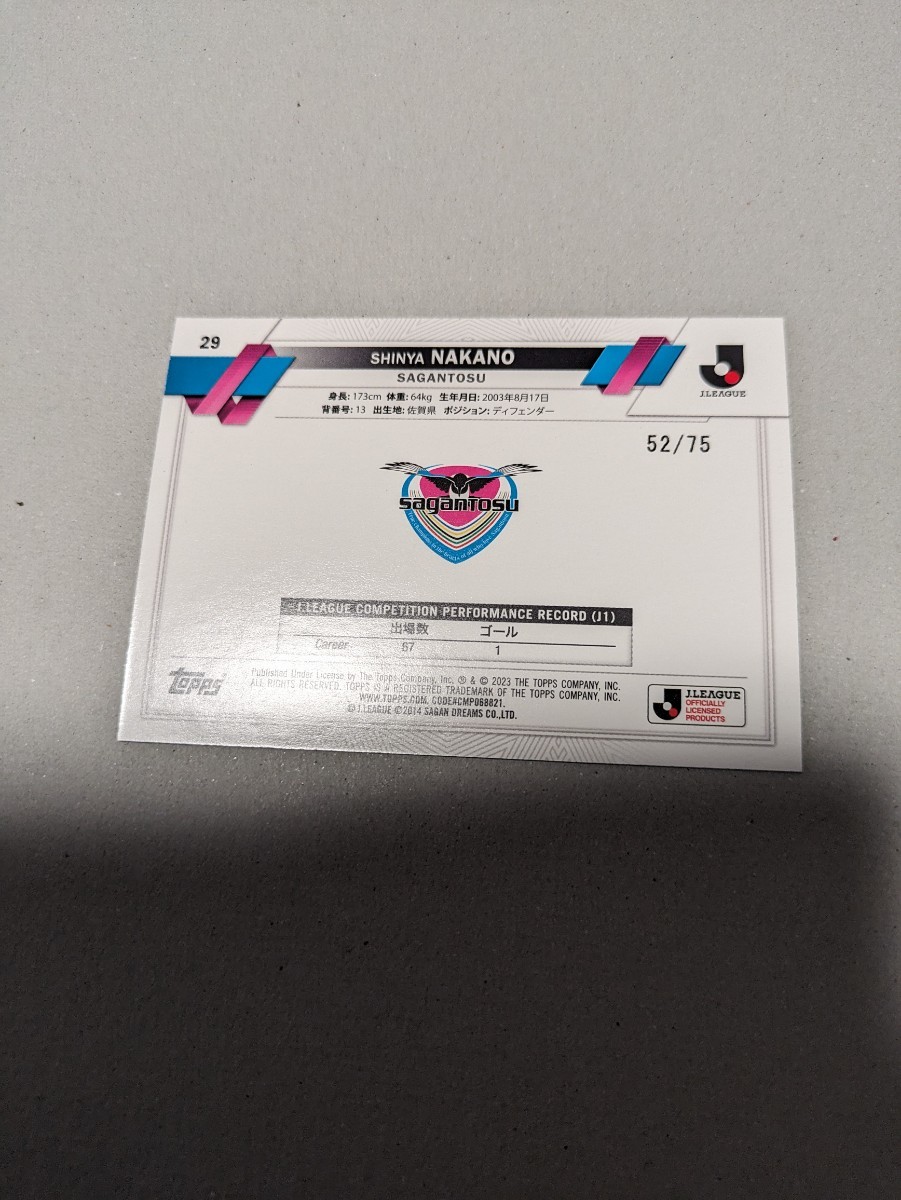 29
SHINYA NAKANO
SAGANTOSU
J.LEAGUE
身長: 173cm 体重: 64kg 生年月日: 2003年8月17日
背番号: 13 出生地: 佐賀県 ポジション: ディフェンダー
52/75
sagantosu
J.LEAGUE COMPETITION PERFORMANCE RECORD (J1)
出場数 ゴール
Career 67 1
topps
Published Under License by The Topps Company, Inc. ® & © 2023 THE TOPPS COMPANY, INC.
ALL RIGHTS RESERVED. TOPPS IS A REGISTERED TRADEMARK OF THE TOPPS COMPANY, INC.
WWW.TOPPS.COM. CODE#CMP068821.
© J.LEAGUE ©2014 SAGAN DREAMS CO.,LTD.
J.LEAGUE
OFFICIALLY
LICENSED
PRODUCTS